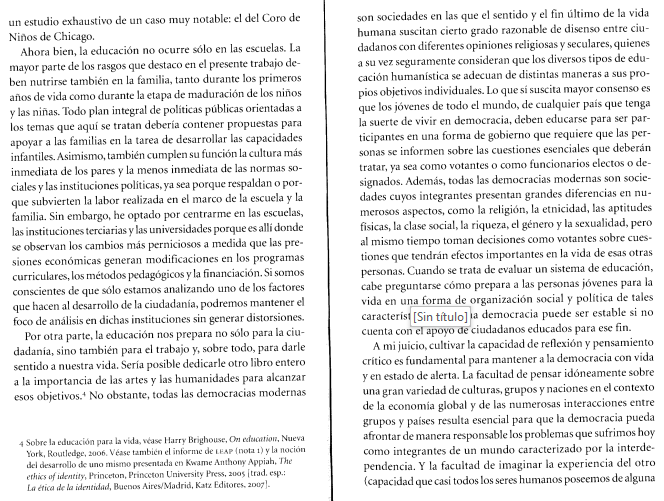 un estudio exhaustivo de un caso muy notable: el del Coro de
Niños de Chicago.
Ahora bien, la educación no ocurre sólo en las escuelas. La
mayor parte de los rasgos que destaco en el presente trabajo de-
ben nutrirse también en la familia, tanto durante los primeros
años de vida como durante la etapa de maduración de los niños
y las niñas. Todo plan integral de políticas públicas orientadas a
los temas que aquí se tratan debería contener propuestas para
apoyar a las familias en la tarea de desarrollar las capacidades
infantiles. Asimismo, también cumplen su función la cultura más
inmediata de los pares y la menos inmediata de las normas so-
ciales y las instituciones políticas, ya sea porque respaldan o por-
que subvierten la labor realizada en el marco de la escuela y la
familia. Sin embargo, he optado por centrarme en las escuelas,
las instituciones terciarias y las universidades porque es allí donde
se observan los cambios más perniciosos a medida que las pre-
siones económicas generan modificaciones en los programas
curriculares, los métodos pedagógicos y la financiación. Si somos
conscientes de que sólo estamos analizando uno de los factores
que hacen al desarrollo de la ciudadanía, podremos mantener el
foco de análisis en dichas instituciones sin generar distorsiones.
Por otra parte, la educación nos prepara no sólo para la ciu-
dadanía, sino también para el trabajo y, sobre todo, para darle
sentido a nuestra vida. Sería posible dedicarle otro libro entero
a la importancia de las artes y las humanidades para alcanzar
esos objetivos.⁴ No obstante, todas las democracias modernas
4 Sobre la educación para la vida, véase Harry Brighouse, On education, Nueva
York, Routledge, 2006. Véase también el informe de LEAP (nota 1) y la noción
del desarrollo de uno mismo presentada en Kwame Anthony Appiah, The
ethics of identity, Princeton, Princeton University Press, 2005 [trad. esp.:
La ética de la identidad, Buenos Aires/Madrid, Katz Editores, 2007].
son sociedades en las que el sentido y el fin último de la vida
humana suscitan cierto grado razonable de disenso entre ciu-
dadanos con diferentes opiniones religiosas y seculares, quienes
a su vez seguramente consideran que los diversos tipos de edu-
cación humanística se adecuan de distintas maneras a sus pro-
pios objetivos individuales. Lo que sí suscita mayor consenso es
que los jóvenes de todo el mundo, de cualquier país que tenga
la suerte de vivir en democracia, deben educarse para ser par-
ticipantes en una forma de gobierno que requiere que las per-
sonas se informen sobre las cuestiones esenciales que deberán
tratar, ya sea como votantes o como funcionarios electos o de-
signados. Además, todas las democracias modernas son socie-
dades cuyos integrantes presentan grandes diferencias en nu-
merosos aspectos, como la religión, la etnicidad, las aptitudes
físicas, la clase social, la riqueza, el género y la sexualidad, pero
al mismo tiempo toman decisiones como votantes sobre cues-
tiones que tendrán efectos importantes en la vida de esas otras
personas. Cuando se trata de evaluar un sistema de educación,
cabe preguntarse cómo prepara a las personas jóvenes para la
vida en una forma de organización social y política de tales
caracterís [Sin título] a democracia puede ser estable si no
cuenta con el apoyo de ciudadanos educados para ese fin.
A mi juicio, cultivar la capacidad de reflexión y pensamiento
crítico es fundamental para mantener a la democracia con vida
y en estado de alerta. La facultad de pensar idóneamente sobre
una gran variedad de culturas, grupos y naciones en el contexto
de la economía global y de las numerosas interacciones entre
grupos y países resulta esencial para que la democracia pueda
afrontar de manera responsable los problemas que sufrimos hoy
como integrantes de un mundo caracterizado por la interde-
pendencia. Y la facultad de imaginar la experiencia del otro
(capacidad que casi todos los seres humanos poseemos de alguna